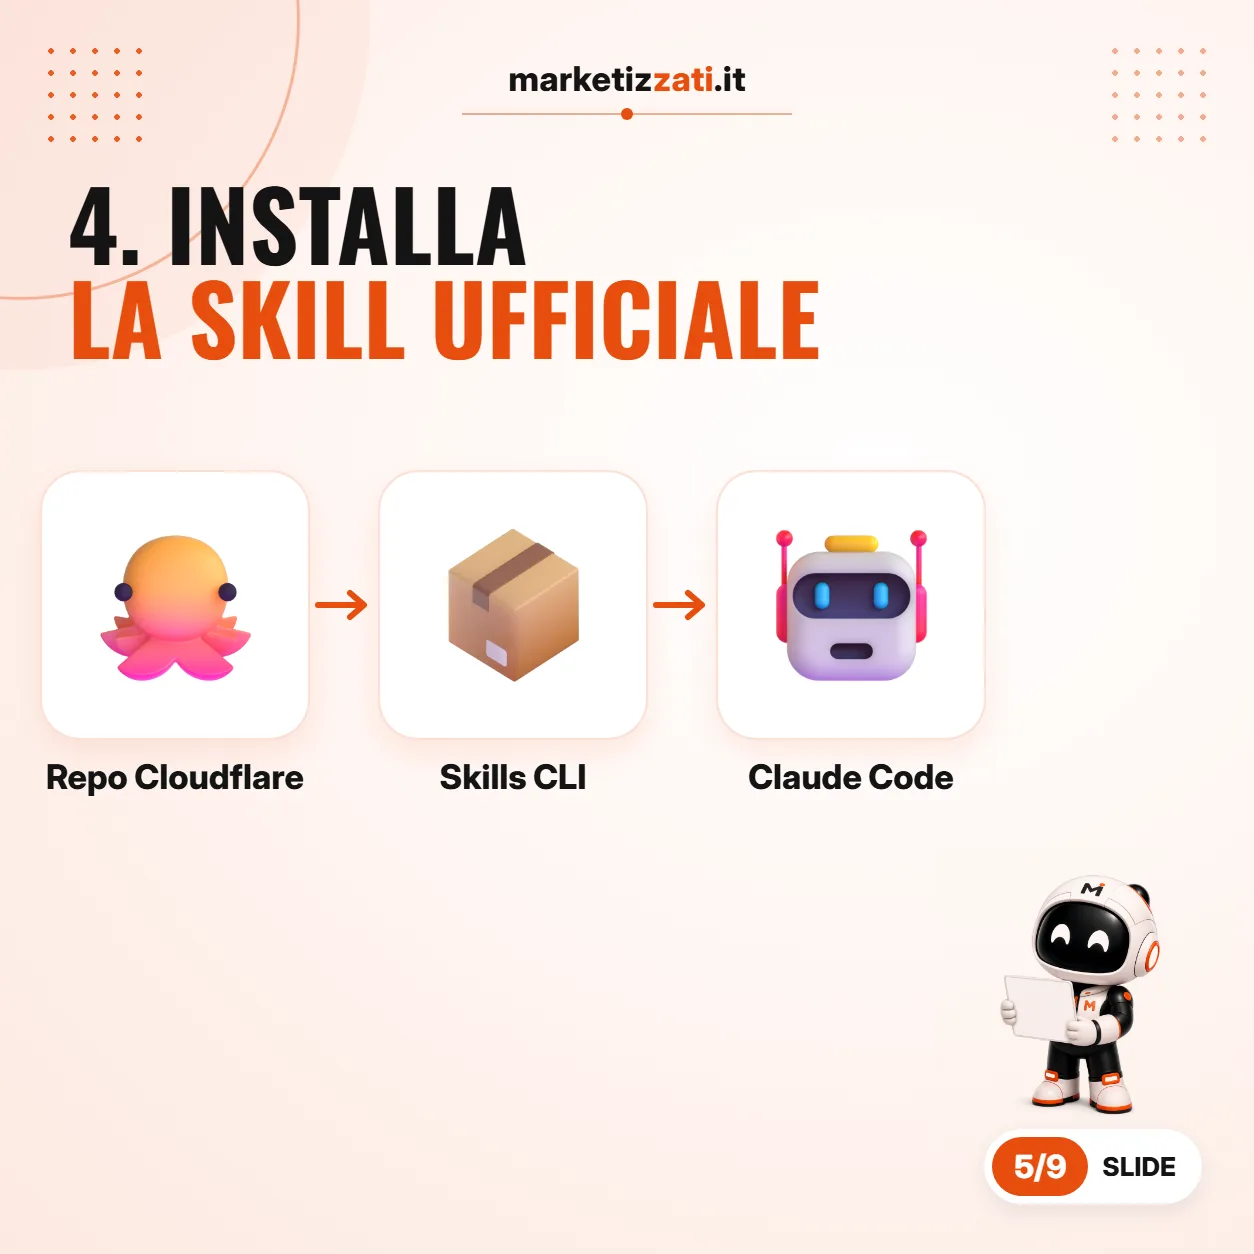 marketizzati.it
4. INSTALLA
LA SKILL UFFICIALE
Repo Cloudflare
Skills CLI
Claude Code
M
M
5/9 SLIDE